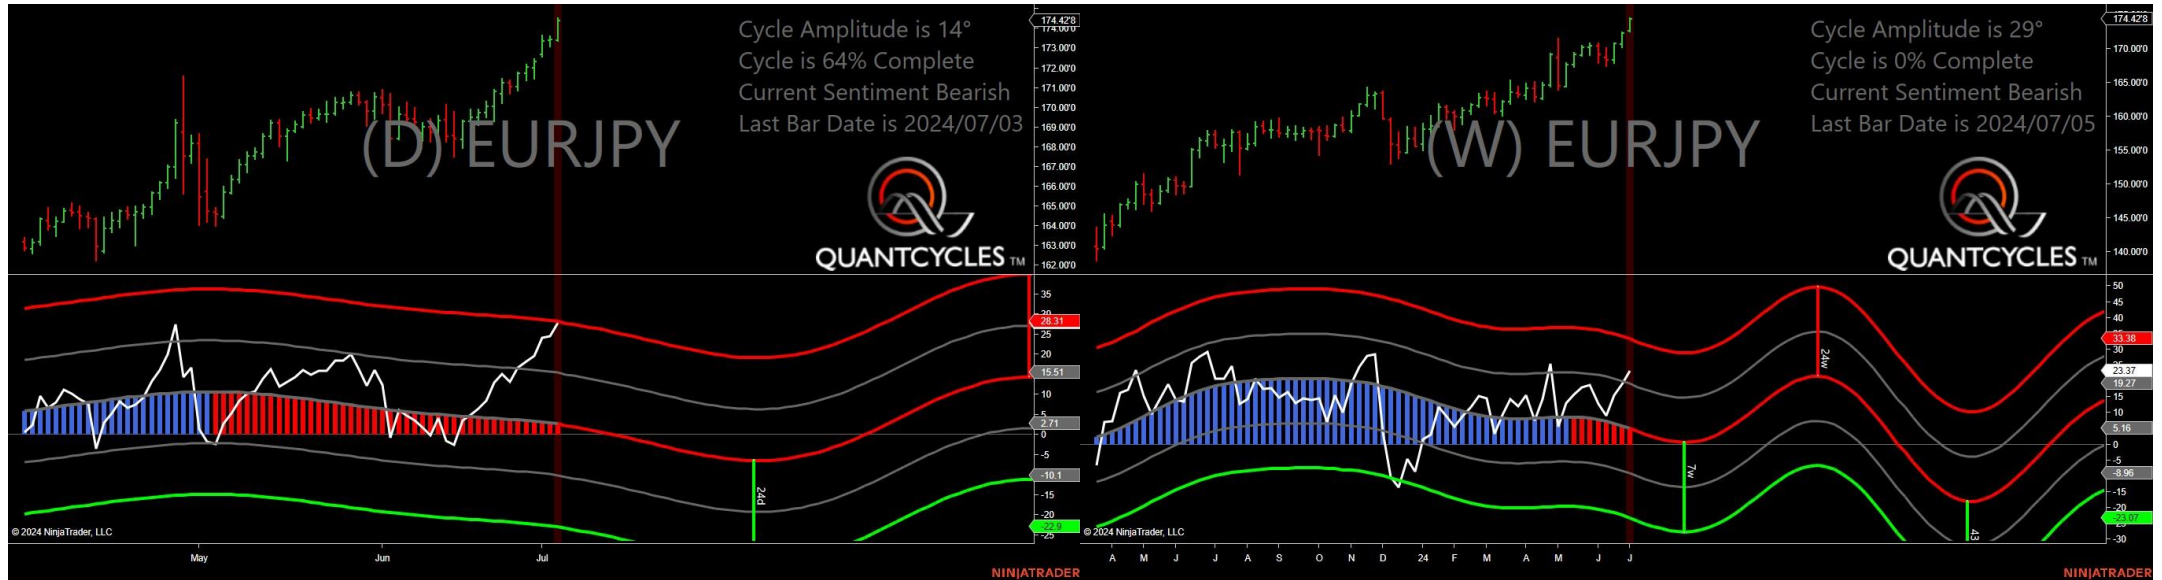 Cycle Amplitude is 14°
Cycle is 64% Complete
Current Sentiment Bearish
Last Bar Date is 2024/07/03
(D) EURJPY
QUANTCYCLES TM
174.42'8
173.00'0
172.00'0
171.00'0
170.00'0
169.00'0
168.00'0
167.00'0
166.00'0
165.00'0
164.00'0
163.00'0
162.00'0
35
28.31
25
20
15.51
10
5
2.71
0
-5
-10.1
-15
-20
-22.9
-25
24d
© 2024 NinjaTrader, LLC
May
Jun
Jul
NINJATRADER
Cycle Amplitude is 29°
Cycle is 0% Complete
Current Sentiment Bearish
Last Bar Date is 2024/07/05
(W) EURJPY
QUANTCYCLES TM
174.42'8
170.00'0
165.00'0
160.00'0
155.00'0
150.00'0
145.00'0
140.00'0
50
45
40
33.38
30
23.37
19.27
15
10
5.16
0
-8.96
-15
-20
-23.07
-30
24w
7w
43
© 2024 NinjaTrader, LLC
A M J J A S O N D 24 F M A M J J
NINJATRADER